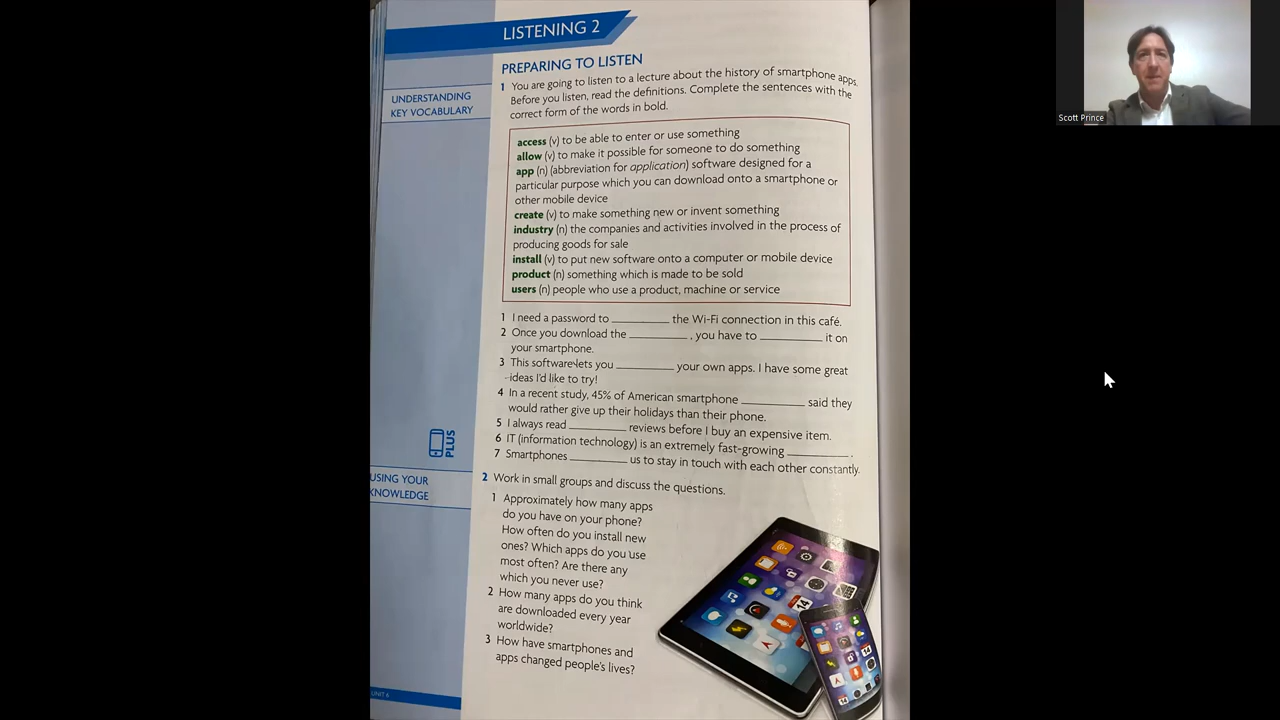 LISTENING 2
PREPARING TO LISTEN
UNDERSTANDING
KEY VOCABULARY
1 You are going to listen to a lecture about the history of smartphone apps.
Before you listen, read the definitions. Complete the sentences with the
correct form of the words in bold.
access (v) to be able to enter or use something
allow (v) to make it possible for someone to do something
app (n) (abbreviation for application) software designed for a
particular purpose which you can download onto a smartphone or
other mobile device
create (v) to make something new or invent something
industry (n) the companies and activities involved in the process of
producing goods for sale
install (v) to put new software onto a computer or mobile device
product (n) something which is made to be sold
users (n) people who use a product, machine or service
1 I need a password to __________ the Wi-Fi connection in this café.
2 Once you download the __________ , you have to __________ it on
your smartphone.
3 This software lets you __________ your own apps. I have some great
ideas I'd like to try!
4 In a recent study, 45% of American smartphone __________ said they
would rather give up their holidays than their phone.
5 I always read __________ reviews before I buy an expensive item.
6 IT (information technology) is an extremely fast-growing __________ .
7 Smartphones __________ us to stay in touch with each other constantly.
PLUS
USING YOUR
KNOWLEDGE
2 Work in small groups and discuss the questions.
1 Approximately how many apps
do you have on your phone?
How often do you install new
ones? Which apps do you use
most often? Are there any
which you never use?
2 How many apps do you think
are downloaded every year
worldwide?
3 How have smartphones and
apps changed people's lives?
14
14
14
UNIT 6
Scott Prince